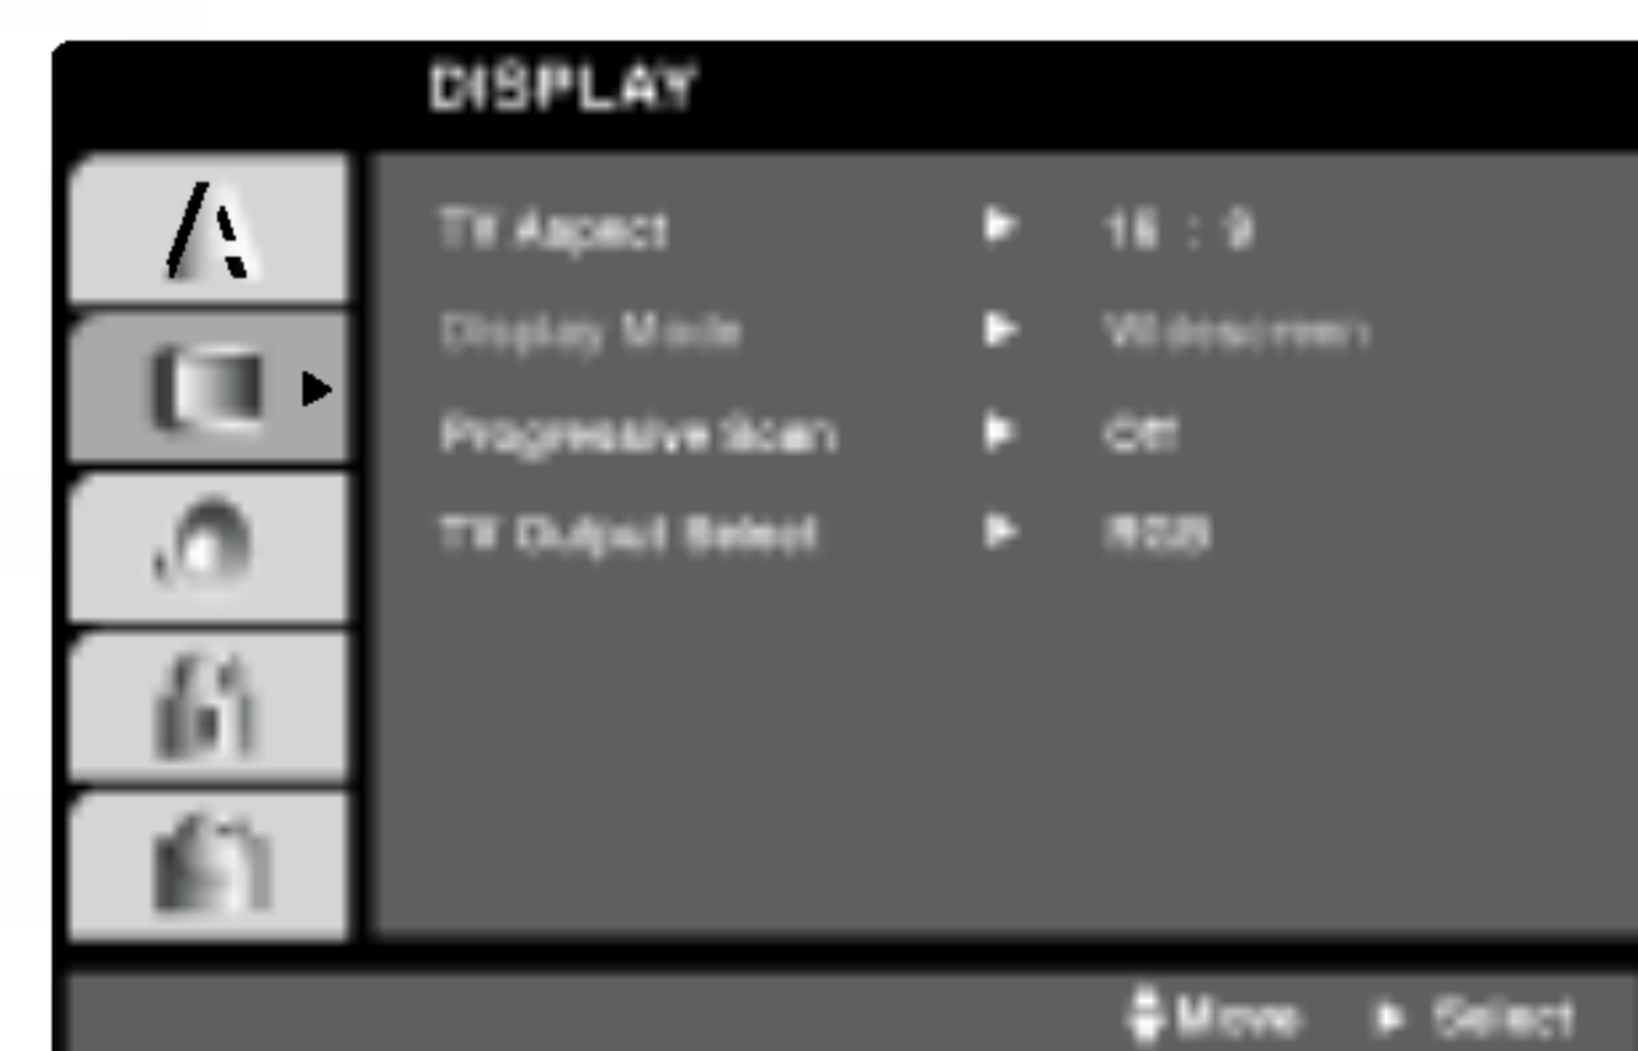 DISPLAY
TV Aspect ▶ 16 : 9
Display Mode ▶ Widescreen
Progressive Scan ▶ Off
TV Output Select ▶ RGB
Move ▶ Select